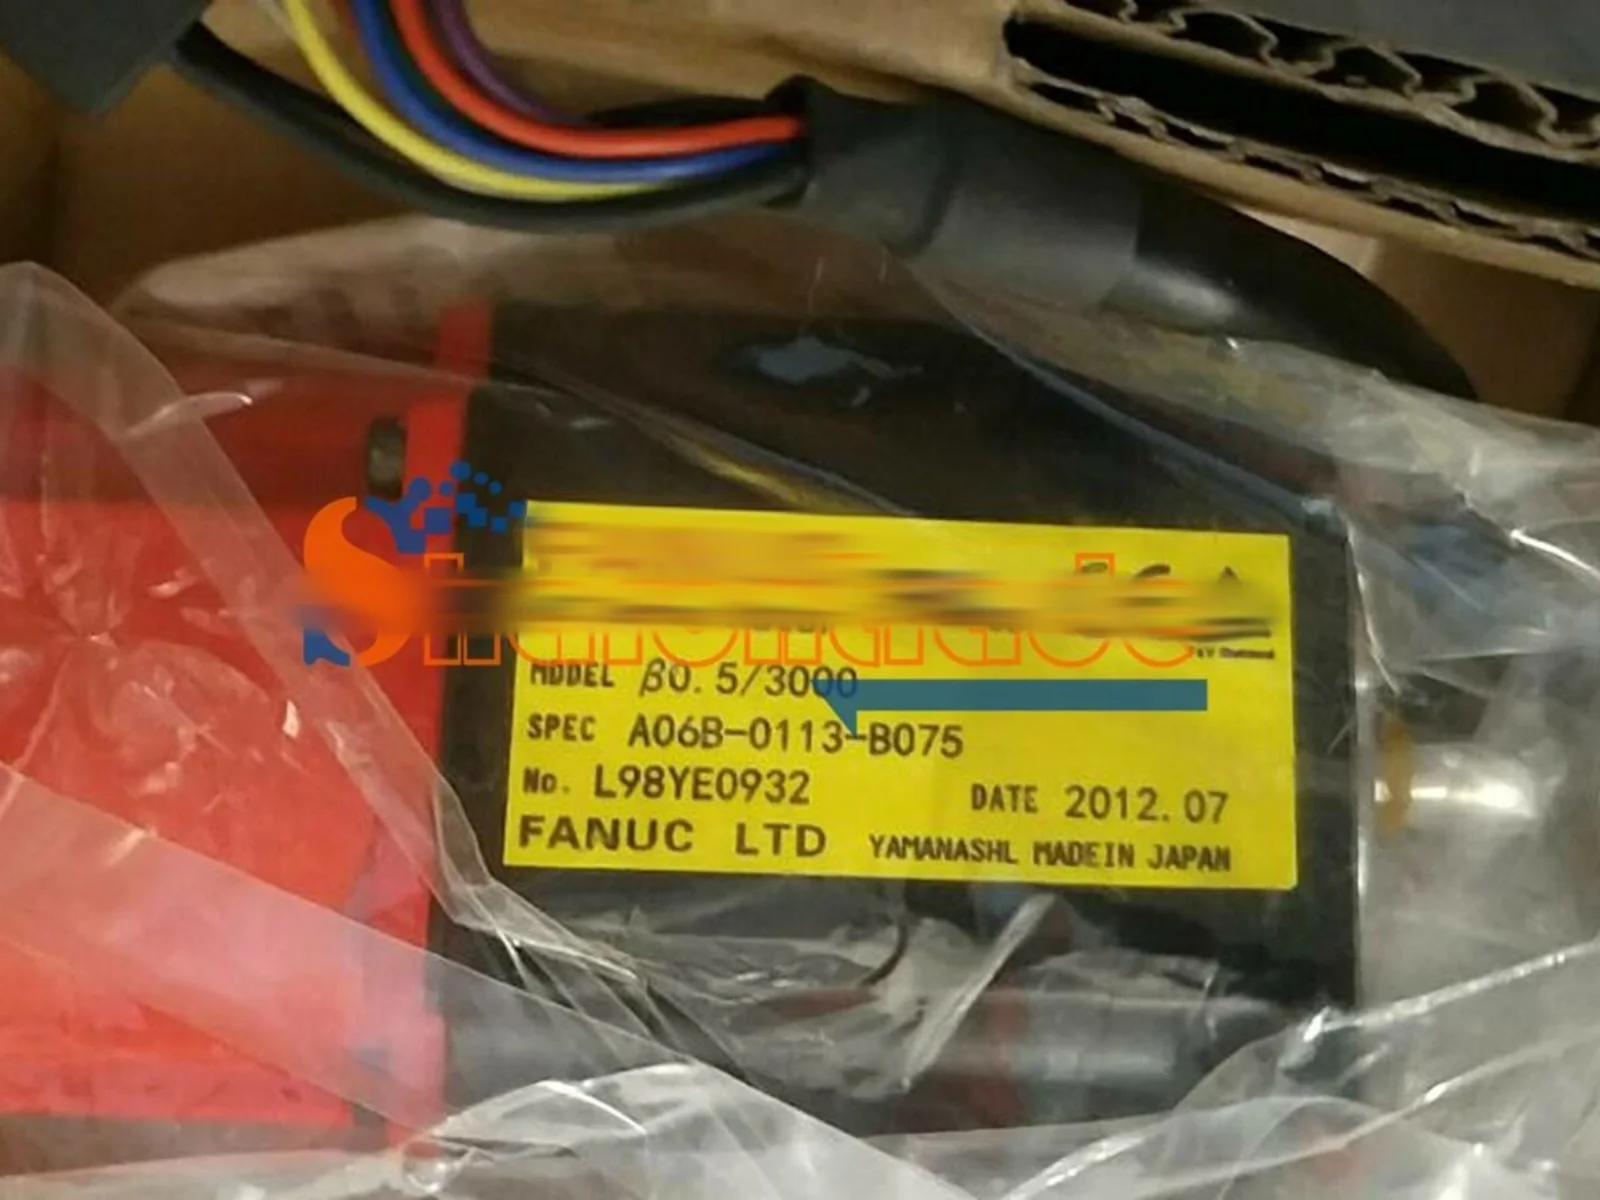 MODEL β0.5/3000
SPEC A06B-0113-B075
No. L98YE0932 DATE 2012.07
FANUC LTD YAMANASHI, MADEIN JAPAN